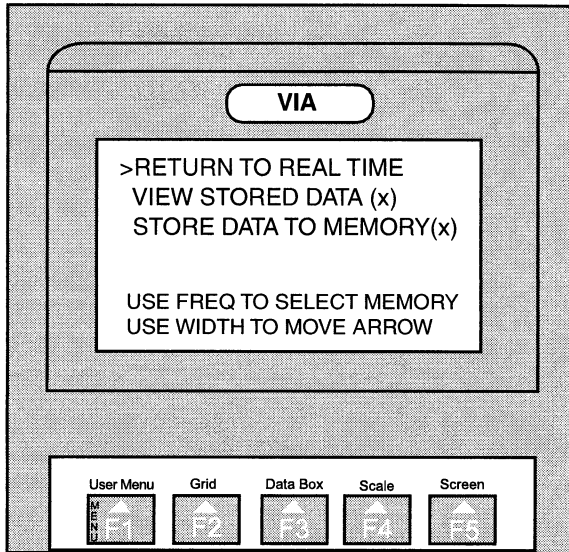 VIA
>RETURN TO REAL TIME
VIEW STORED DATA (x)
STORE DATA TO MEMORY(x)
USE FREQ TO SELECT MEMORY
USE WIDTH TO MOVE ARROW
User Menu Grid Data Box Scale Screen
MENU F1 F2 F3 F4 F5